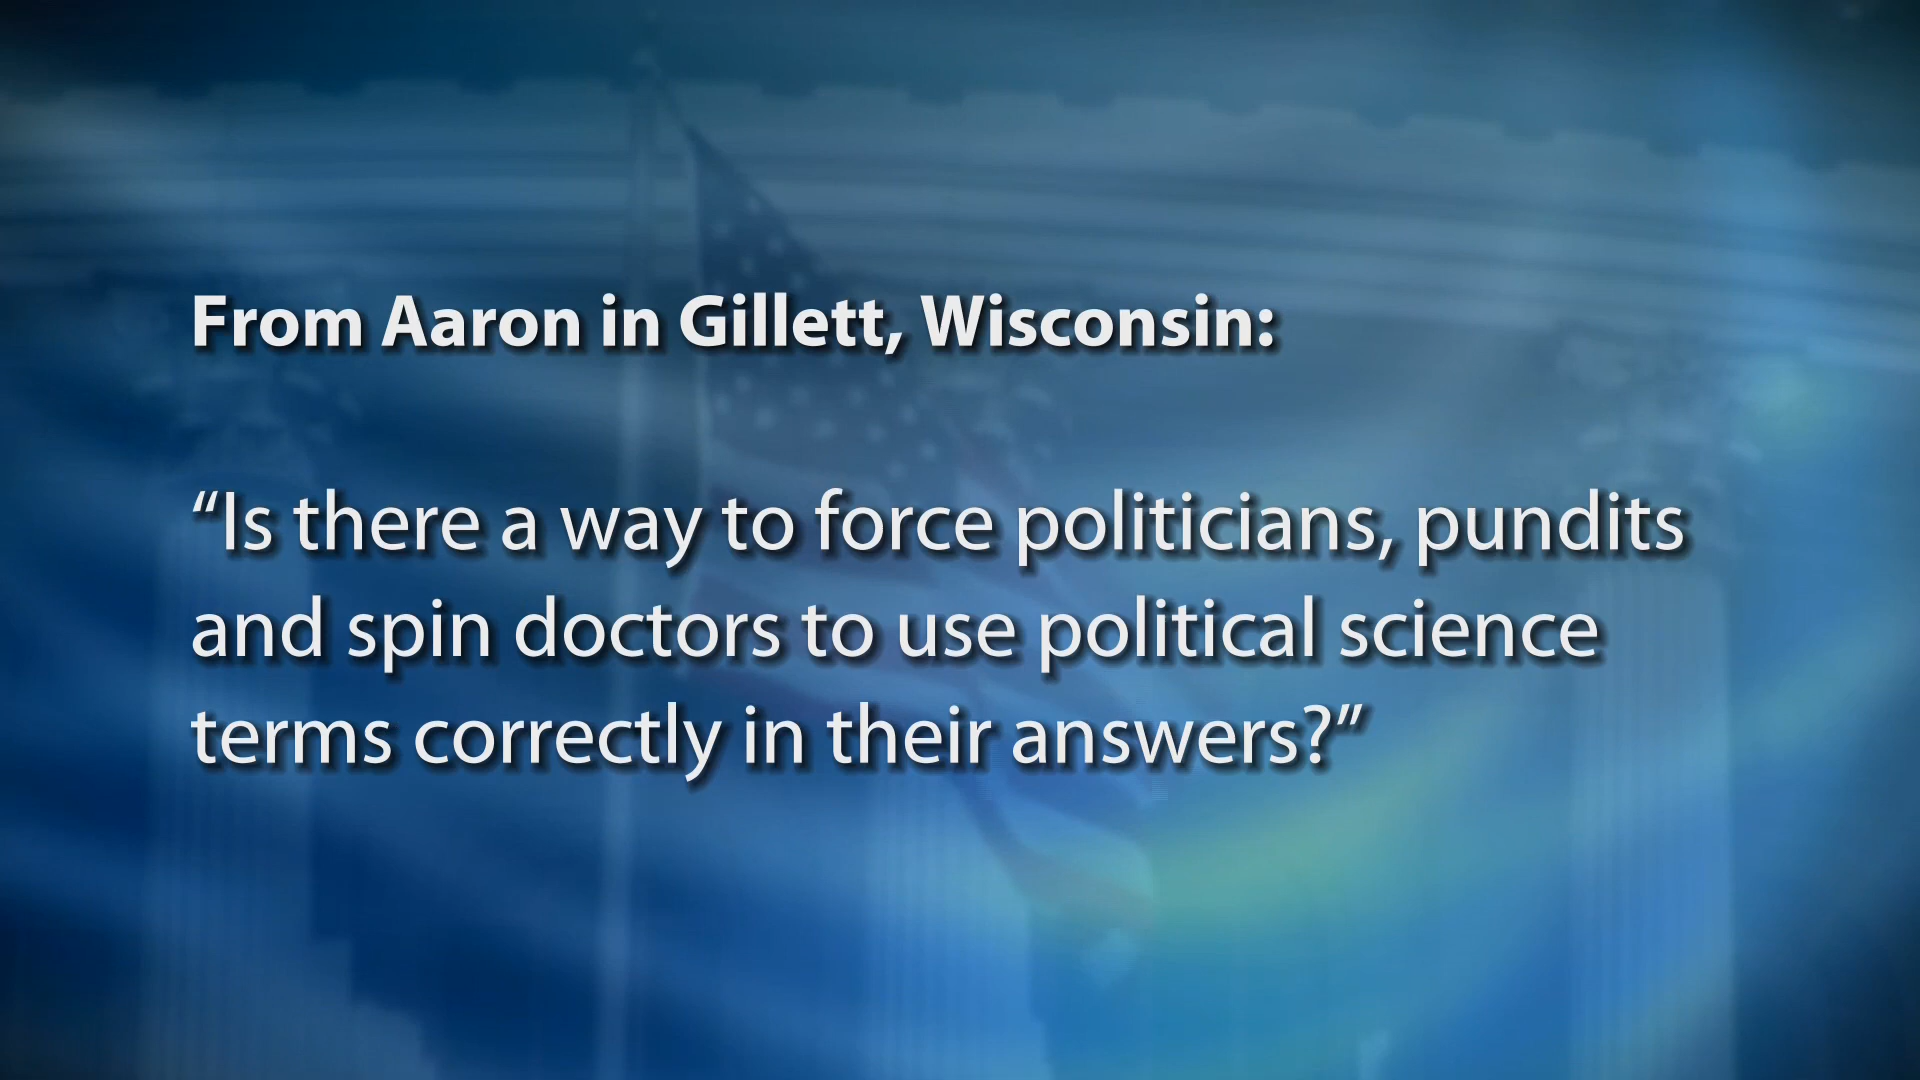 From Aaron in Gillett, Wisconsin:
“Is there a way to force politicians, pundits
and spin doctors to use political science
terms correctly in their answers?”